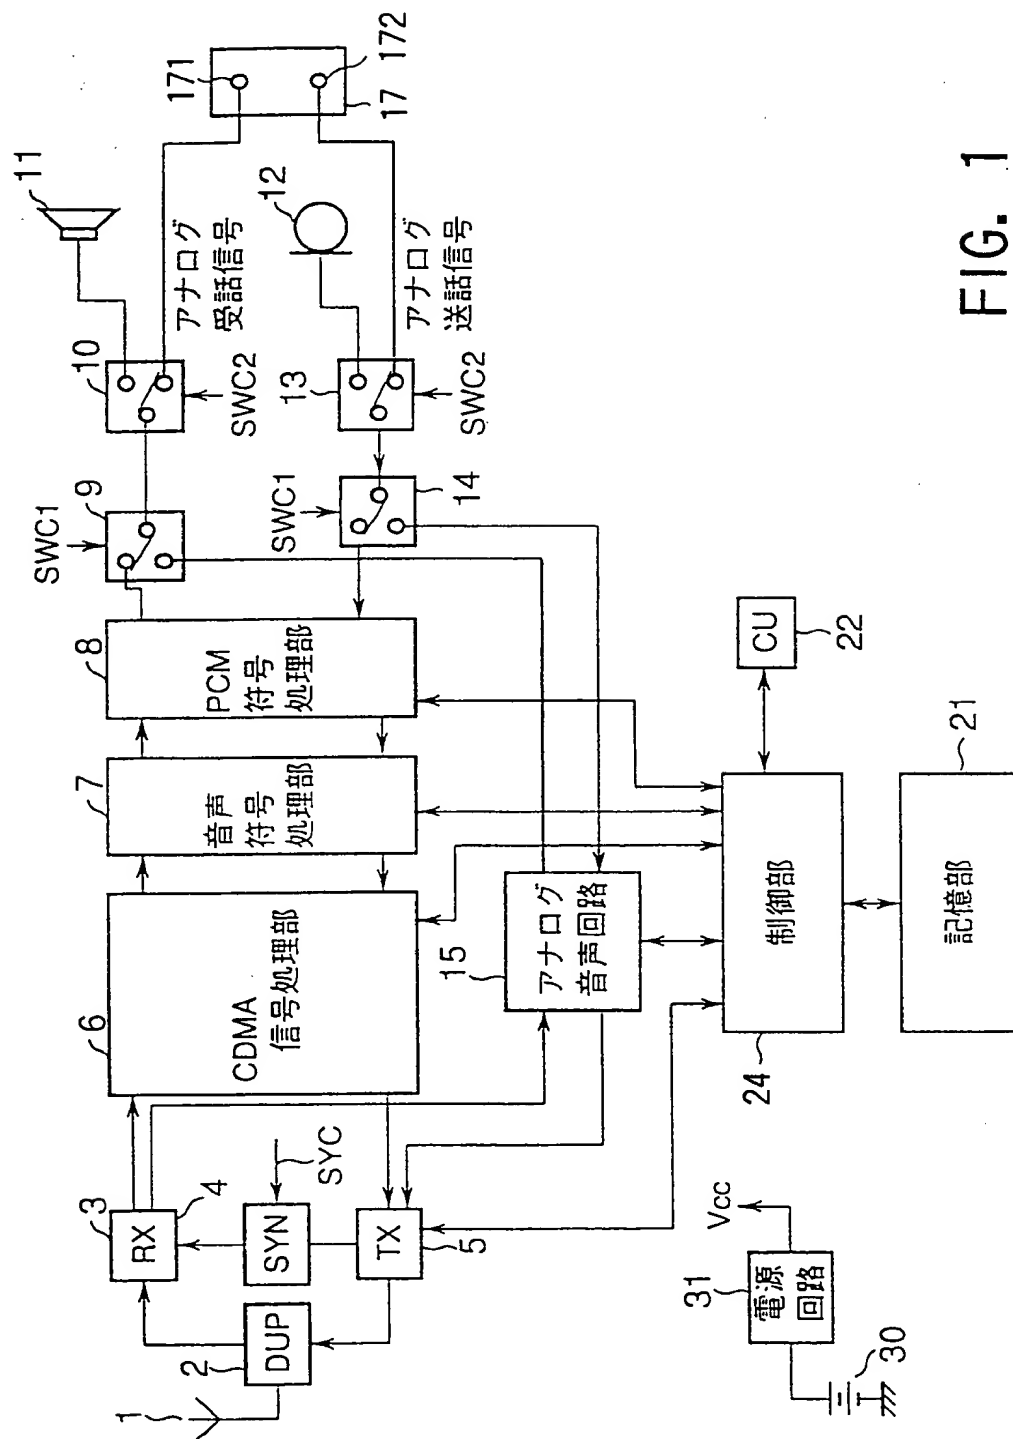 1
2
DUP
3
RX
4
SYN
SYC
TX
5
6
CDMA
信号処理部
7
音声
符号
処理部
8
PCM
符号
処理部
SWC1
9
10
SWC2
11
アナログ
受話信号
171
172
17
12
アナログ
送話信号
13
SWC2
SWC1
14
15
アナログ
音声回路
24
制御部
CU
22
21
記憶部
30
31
電源
回路
Vcc
FIG. 1